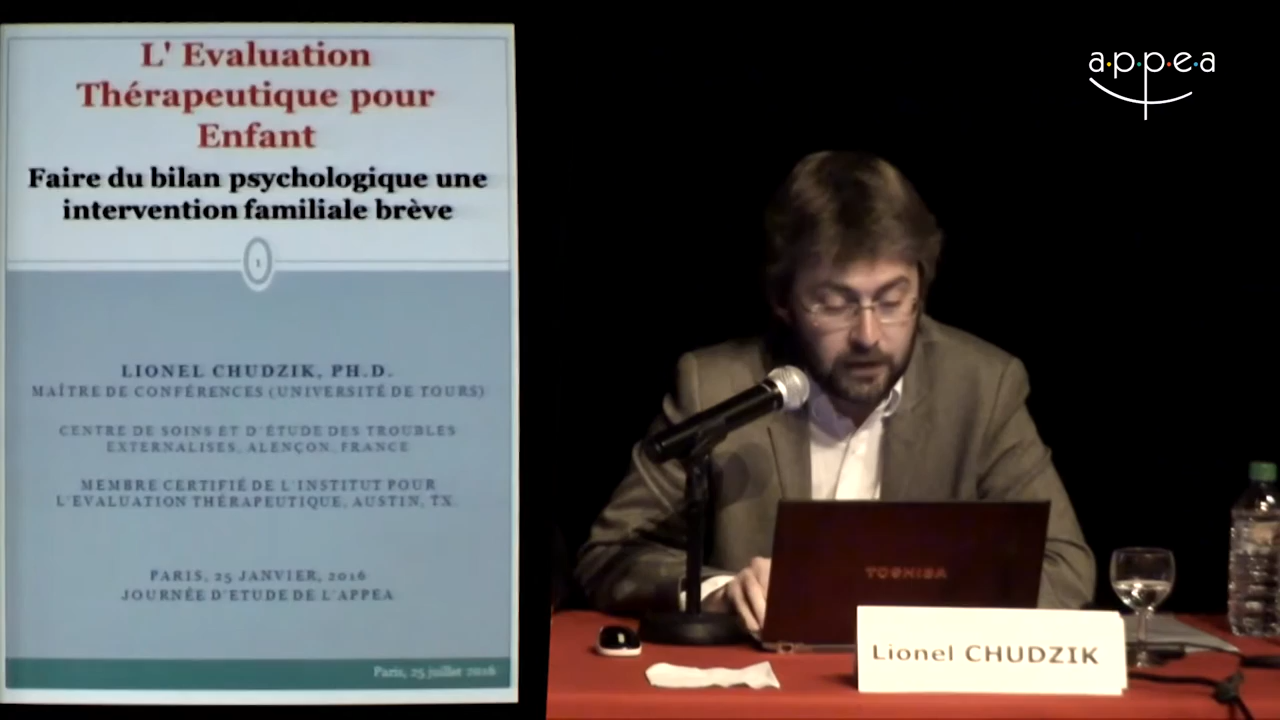 L' Evaluation
Thérapeutique pour
Enfant
Faire du bilan psychologique une
intervention familiale brève
1
LIONEL CHUDZIK, PH.D.
MAÎTRE DE CONFÉRENCES (UNIVERSITÉ DE TOURS)
CENTRE DE SOINS ET D'ÉTUDE DES TROUBLES
EXTERNALISES, ALENÇON, FRANCE
MEMBRE CERTIFIÉ DE L'INSTITUT POUR
L'EVALUATION THÉRAPEUTIQUE, AUSTIN, TX.
PARIS, 25 JANVIER, 2016
JOURNÉE D'ETUDE DE L'APPEA
Paris, 25 juillet 2016
a·p·p·e·a
TOSHIBA
Lionel CHUDZIK